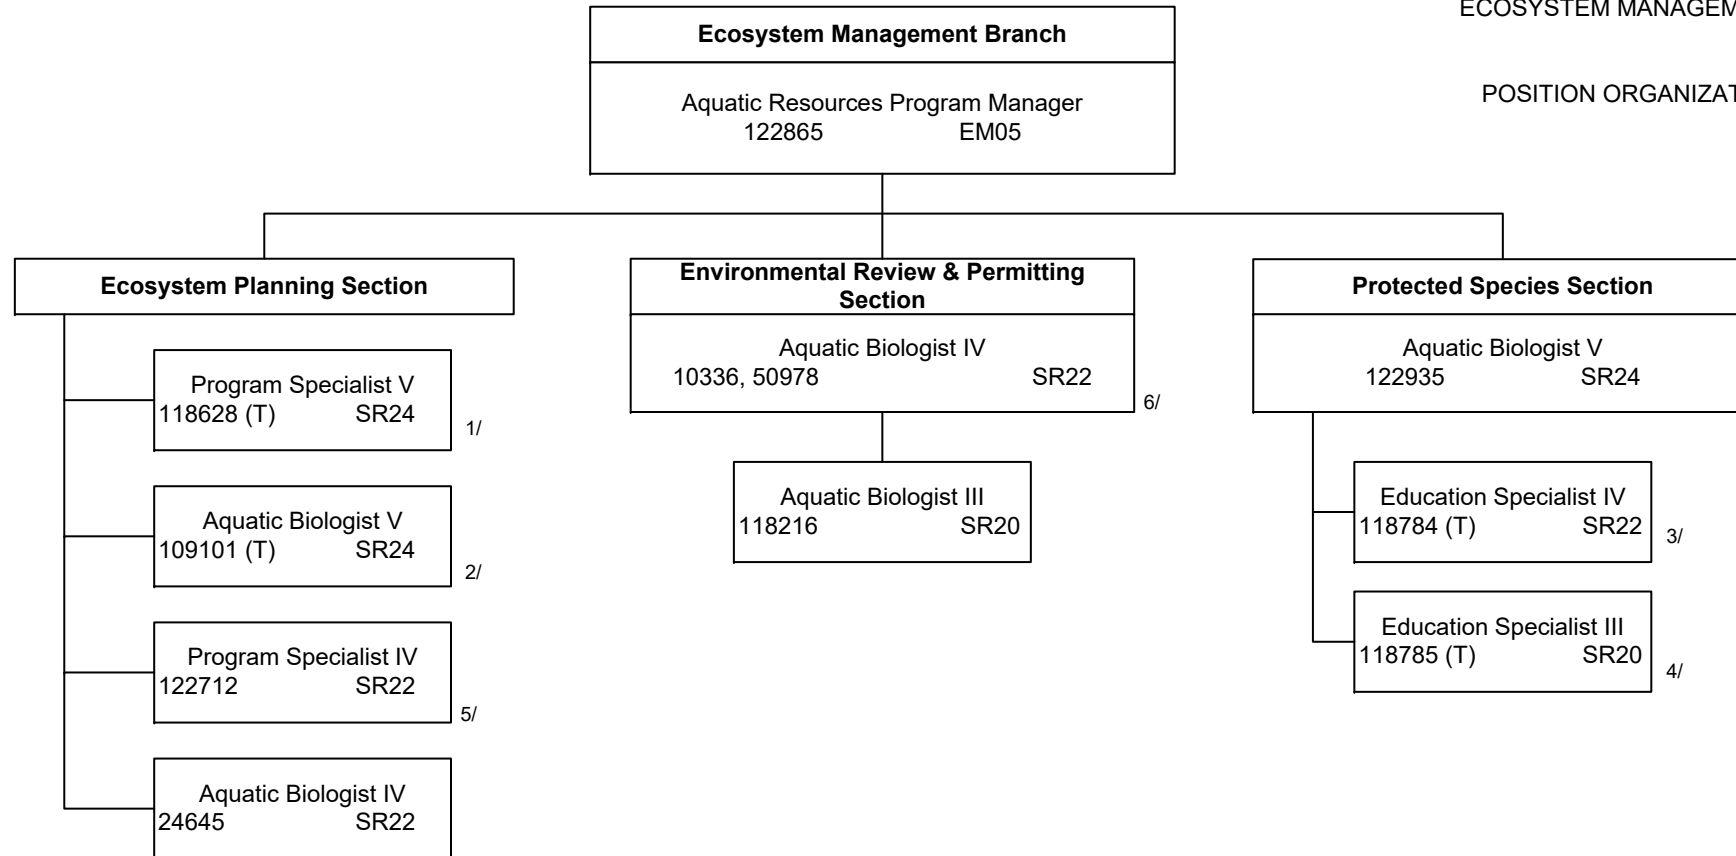 ECOSYSTEM MANAGEM
POSITION ORGANIZAT
Ecosystem Management Branch
Aquatic Resources Program Manager
122865 EM05
Ecosystem Planning Section
Program Specialist V
118628 (T) SR24
1/
Aquatic Biologist V
109101 (T) SR24
2/
Program Specialist IV
122712 SR22
5/
Aquatic Biologist IV
24645 SR22
Environmental Review & Permitting
Section
Aquatic Biologist IV
10336, 50978 SR22
6/
Aquatic Biologist III
118216 SR20
Protected Species Section
Aquatic Biologist V
122935 SR24
Education Specialist IV
118784 (T) SR22
3/
Education Specialist III
118785 (T) SR20
4/